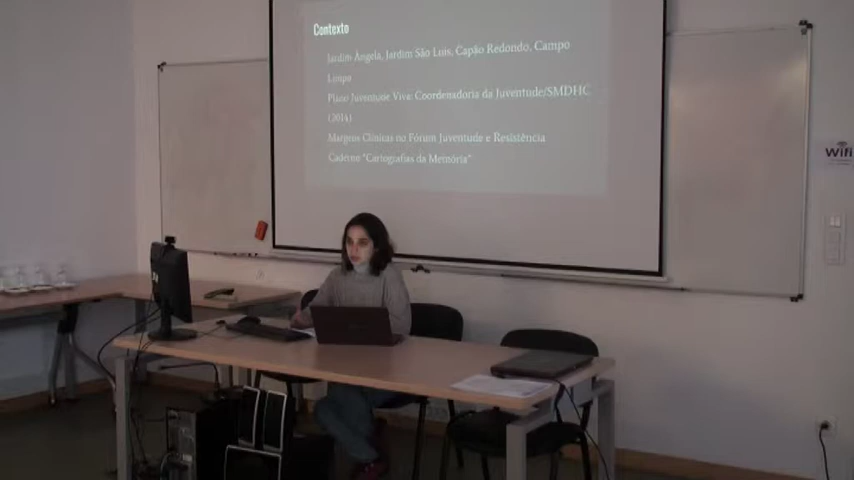 Contexto
Jardim Ângela, Jardim São Luis, Capão Redondo, Campo
Limpo
Plano Juventude Viva: Coordenadoria da Juventude/SMDHC
(2014)
Margens Clínicas no Fórum Juventude e Resistência
Caderno "Cartografias da Memória"
Wifi